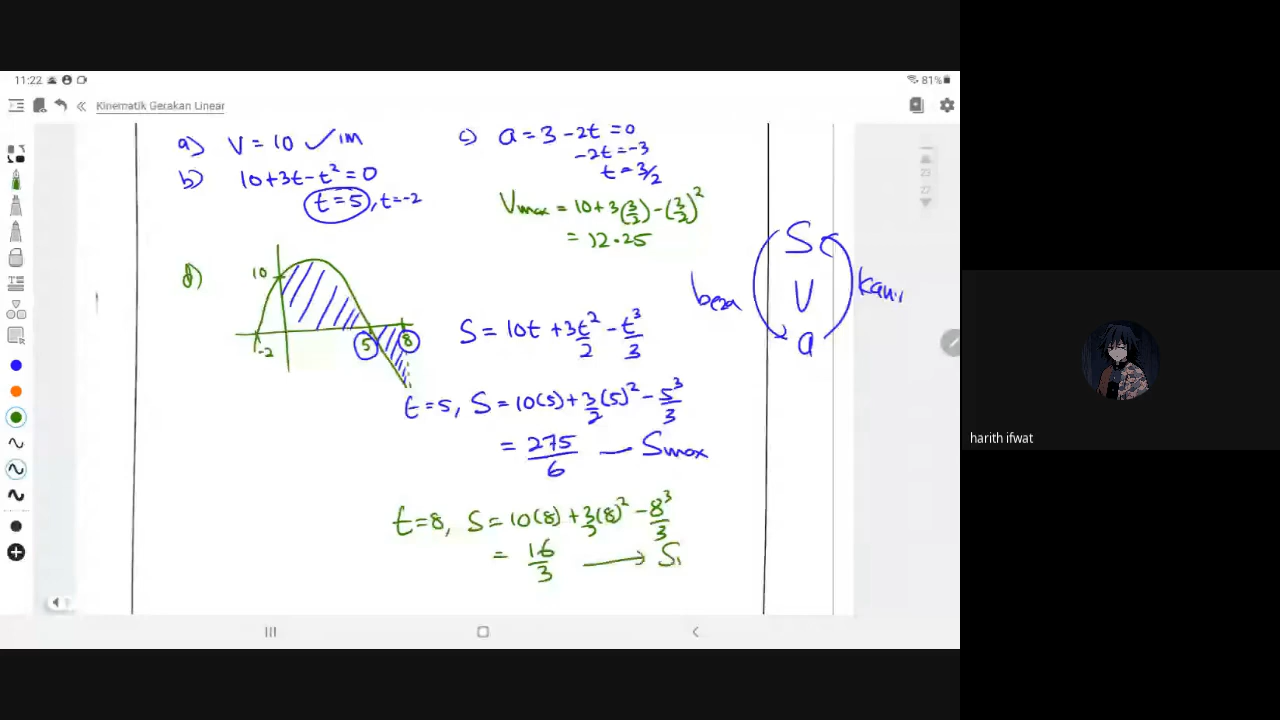 11:22
81%
Kinematik Gerakan Linear
a) V = 10 ✓ 1m
b) 10+3t-t² = 0
t = 5, t=-2
c) a = 3 - 2t = 0
-2t = -3
t = 3/2
Vmax = 10 + 3(3/2) - (3/2)²
= 12.25
d)
10
-2
5
8
S = 10t + 3t²/2 - t³/3
t = 5, S = 10(5) + 3/2(5)² - 5³/3
= 275/6 — Smax
t = 8, S = 10(8) + 3/2(8)² - 8³/3
= 16/3 → S
S
V
a
beza
23
27
harith ifwat